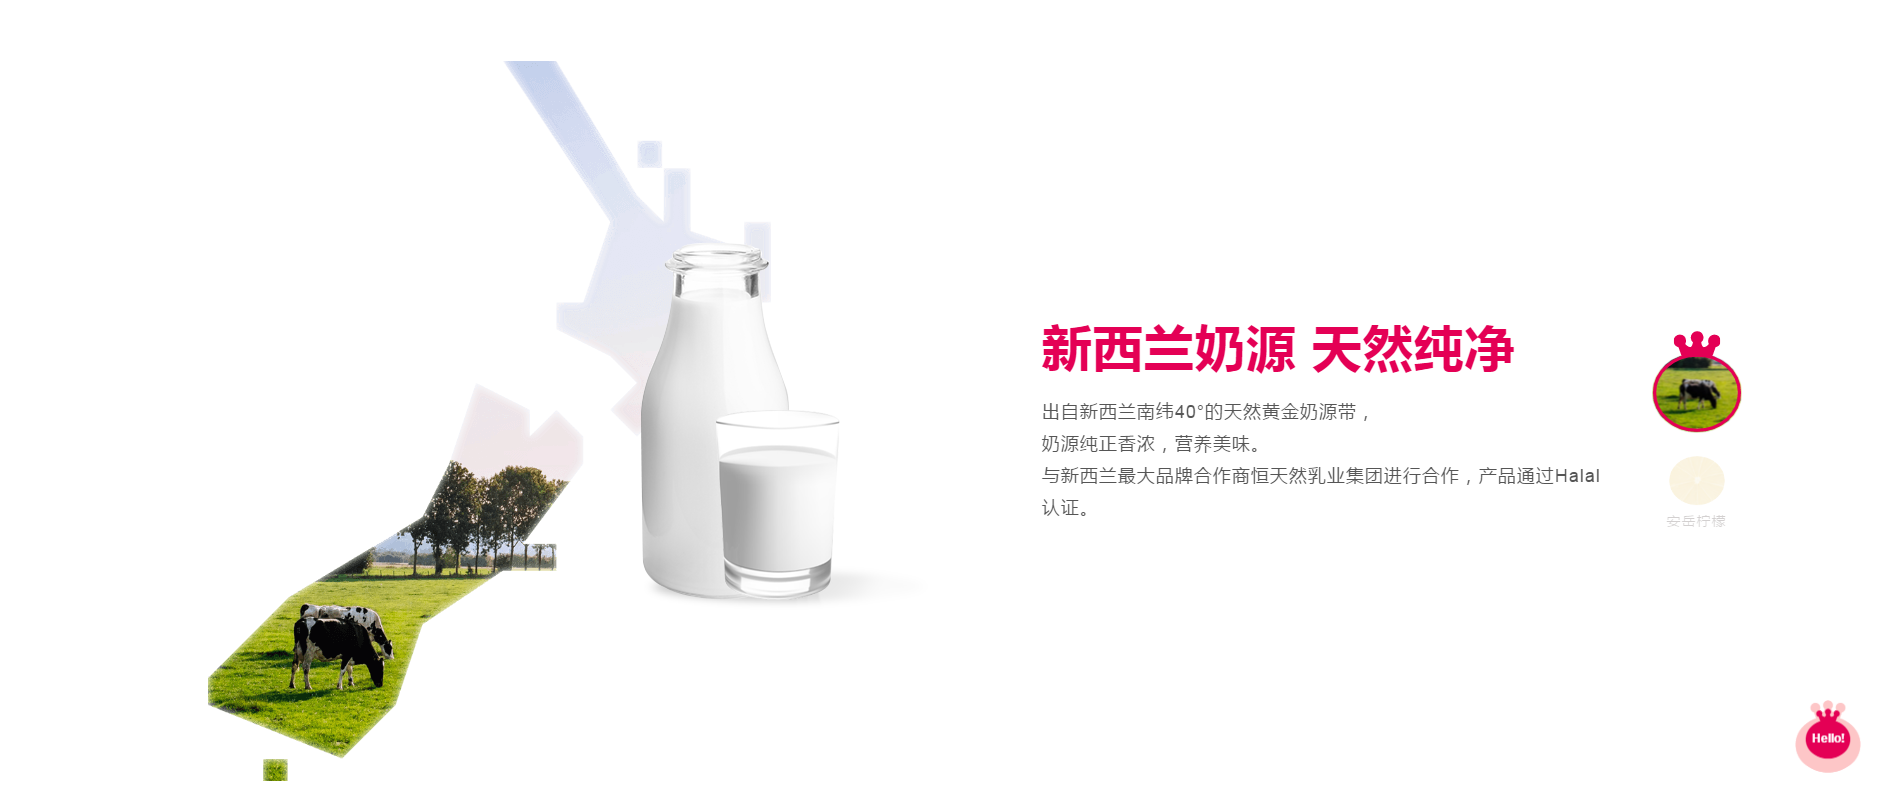 新西兰奶源 天然纯净
出自新西兰南纬40°的天然黄金奶源带，
奶源纯正香浓，营养美味。
与新西兰最大品牌合作商恒天然乳业集团进行合作，产品通过Halal
认证。
安岳柠檬
Hello!